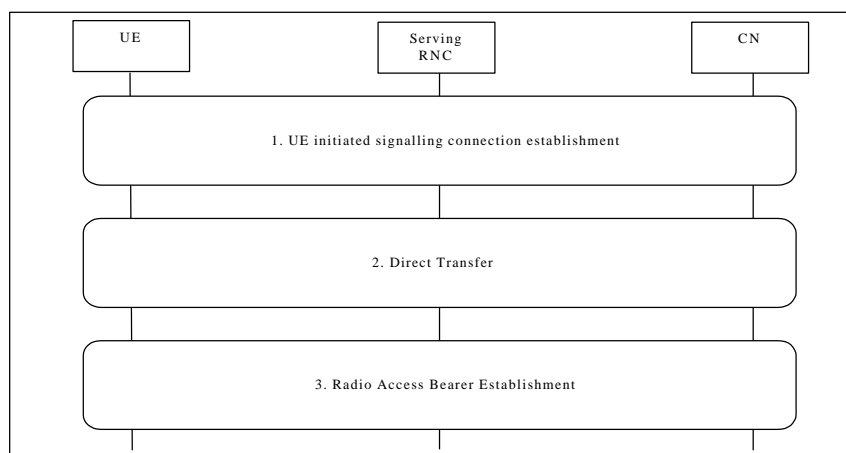 UE
Serving
RNC
CN
1. UE initiated signalling connection establishment
2. Direct Transfer
3. Radio Access Bearer Establishment